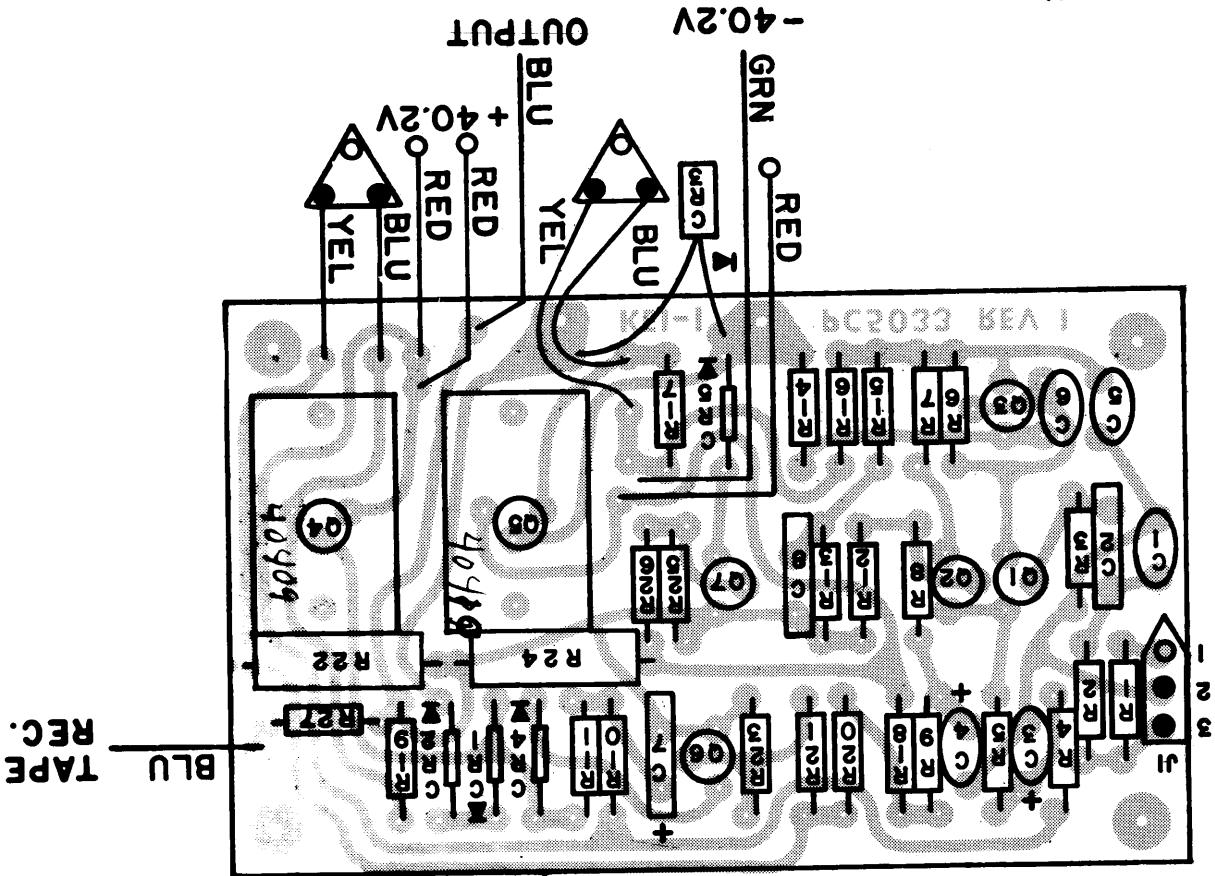 -40.2V
OUTPUT
BLU
GRN
+40.2V
RED
RED
YEL
BLU
YEL
BLU
CR3
RED
PC5033 REV 1
R17
CR5
R14
R16
R15
R7
R6
Q3
C6
C5
Q4
40409
Q5
R26
R25
Q7
C8
R13
R12
R8
Q2
Q1
R3
C2
C1
R22
R24
1
2
3
J1
R2
R1
TAPE REC.
BLU
R27
R19
CR2
CR1
CR4
R11
R10
C7
+
Q6
R23
R21
R20
R18
R9
+
C4
R5
C3
+
R4